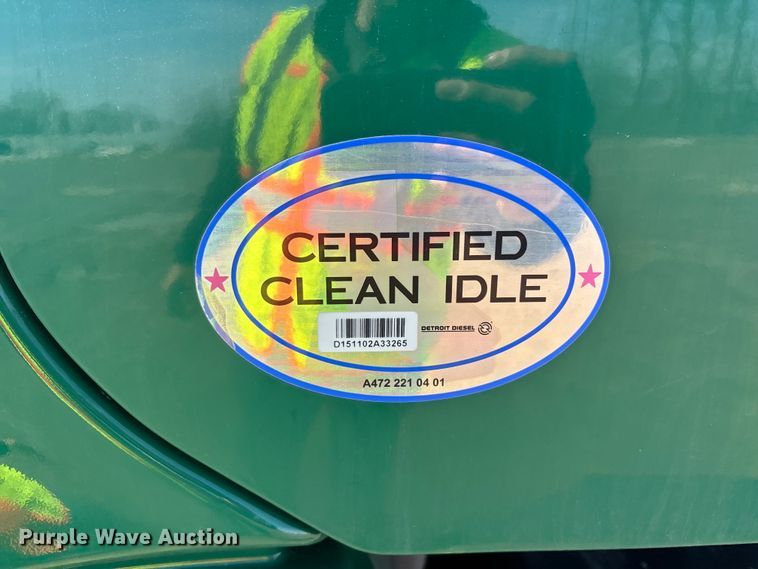 CERTIFIED
CLEAN IDLE
D151102A33265
DETROIT DIESEL
A472 221 04 01
Purple Wave Auction